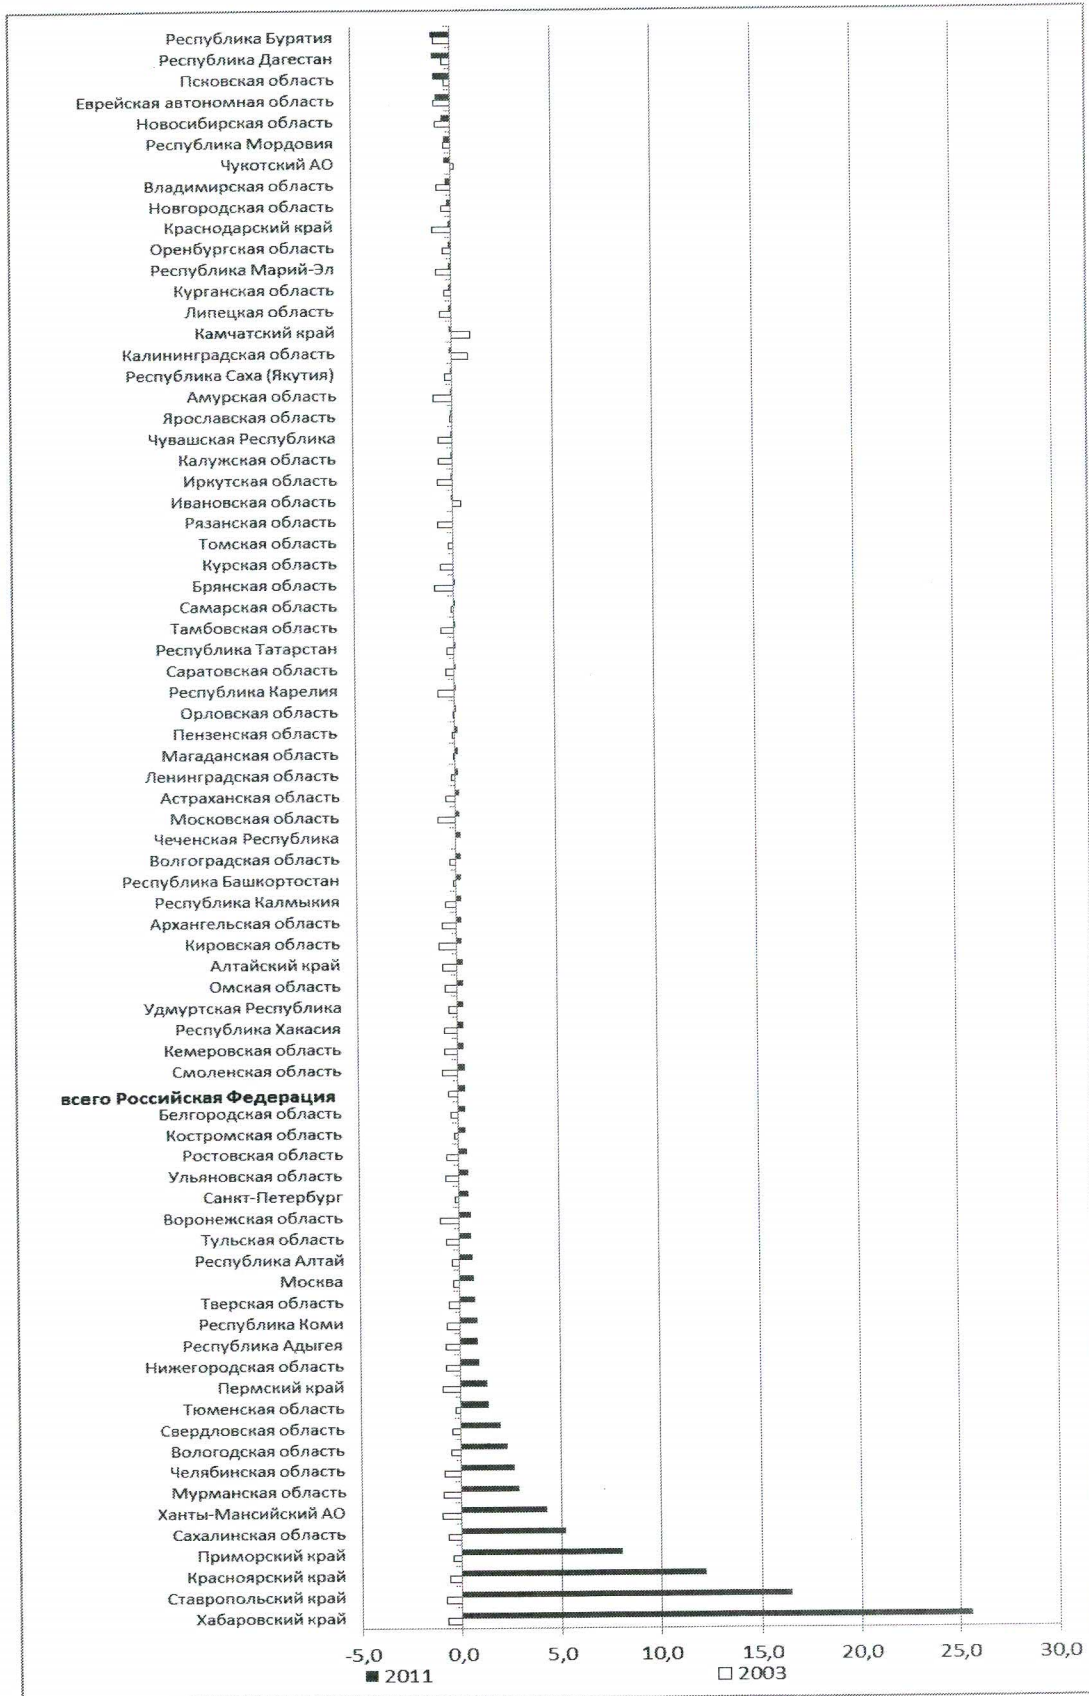 Республика Бурятия
Республика Дагестан
Псковская область
Еврейская автономная область
Новосибирская область
Республика Мордовия
Чукотский АО
Владимирская область
Новгородская область
Краснодарский край
Оренбургская область
Республика Марий-Эл
Курганская область
Липецкая область
Камчатский край
Калининградская область
Республика Саха (Якутия)
Амурская область
Ярославская область
Чувашская Республика
Калужская область
Иркутская область
Ивановская область
Рязанская область
Томская область
Курская область
Брянская область
Самарская область
Тамбовская область
Республика Татарстан
Саратовская область
Республика Карелия
Орловская область
Пензенская область
Магаданская область
Ленинградская область
Астраханская область
Московская область
Чеченская Республика
Волгоградская область
Республика Башкортостан
Республика Калмыкия
Архангельская область
Кировская область
Алтайский край
Омская область
Удмуртская Республика
Республика Хакасия
Кемеровская область
Смоленская область
всего Российская Федерация
Белгородская область
Костромская область
Ростовская область
Ульяновская область
Санкт-Петербург
Воронежская область
Тульская область
Республика Алтай
Москва
Тверская область
Республика Коми
Республика Адыгея
Нижегородская область
Пермский край
Тюменская область
Свердловская область
Вологодская область
Челябинская область
Мурманская область
Ханты-Мансийский АО
Сахалинская область
Приморский край
Красноярский край
Ставропольский край
Хабаровский край
-5,0 0,0 5,0 10,0 15,0 20,0 25,0 30,0
2011 2003